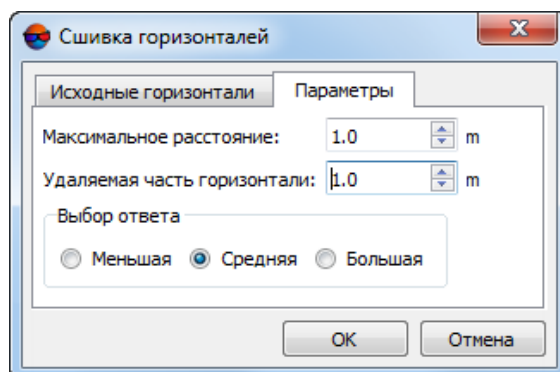 Сшивка горизонталей
Исходные горизонтали Параметры
Максимальное расстояние: 1.0 m
Удаляемая часть горизонтали: 1.0 m
Выбор ответа
Меньшая Средняя Большая
OK Отмена